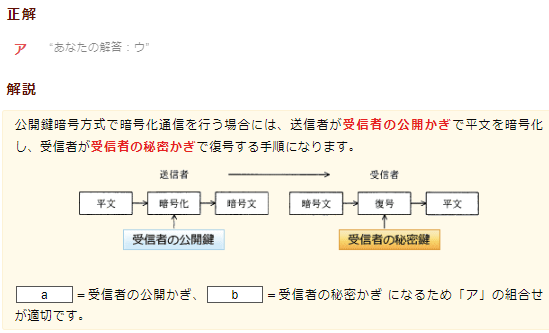 正解
ア “あなたの解答：ウ”
解説
公開鍵暗号方式で暗号化通信を行う場合には、送信者が受信者の公開かぎで平文を暗号化
し、受信者が受信者の秘密かぎで復号する手順になります。
送信者 受信者
平文 暗号化 暗号文 暗号文 復号 平文
受信者の公開鍵 受信者の秘密鍵
a ＝受信者の公開かぎ、 b ＝受信者の秘密かぎ になるため「ア」の組合せ
が適切です。